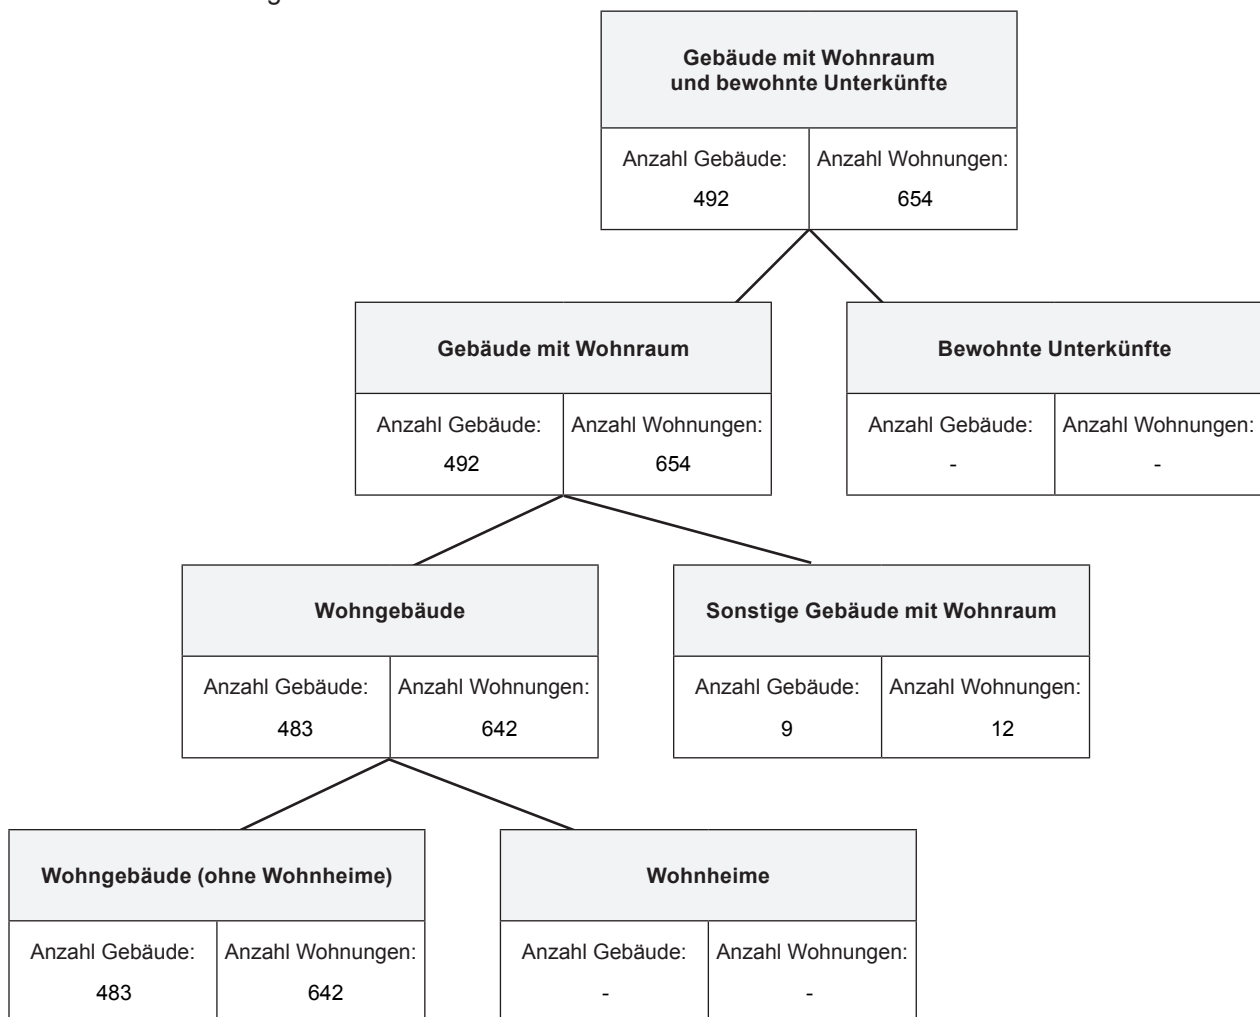 Gebäude mit Wohnraum
und bewohnte Unterkünfte
Anzahl Gebäude: Anzahl Wohnungen:
492 654
Gebäude mit Wohnraum
Bewohnte Unterkünfte
Anzahl Gebäude: Anzahl Wohnungen:
492 654
Anzahl Gebäude: Anzahl Wohnungen:
- -
Wohngebäude
Sonstige Gebäude mit Wohnraum
Anzahl Gebäude: Anzahl Wohnungen:
483 642
Anzahl Gebäude: Anzahl Wohnungen:
9 12
Wohngebäude (ohne Wohnheime)
Wohnheime
Anzahl Gebäude: Anzahl Wohnungen:
483 642
Anzahl Gebäude: Anzahl Wohnungen:
- -